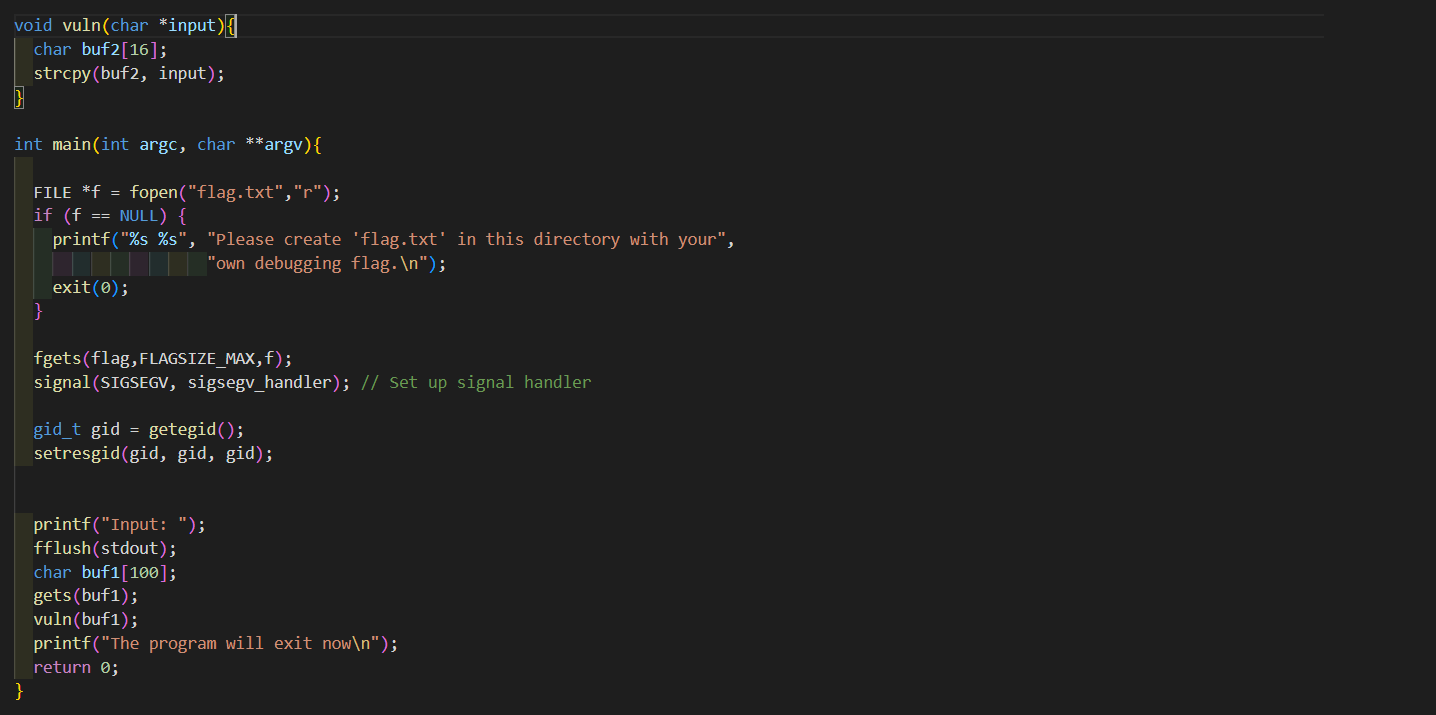 void vuln(char *input){
  char buf2[16];
  strcpy(buf2, input);
}
int main(int argc, char **argv){
  FILE *f = fopen("flag.txt","r");
  if (f == NULL) {
    printf("%s %s", "Please create 'flag.txt' in this directory with your",
                    "own debugging flag.\n");
    exit(0);
  }
  fgets(flag,FLAGSIZE_MAX,f);
  signal(SIGSEGV, sigsegv_handler); // Set up signal handler
  gid_t gid = getegid();
  setresgid(gid, gid, gid);
  printf("Input: ");
  fflush(stdout);
  char buf1[100];
  gets(buf1);
  vuln(buf1);
  printf("The program will exit now\n");
  return 0;
}